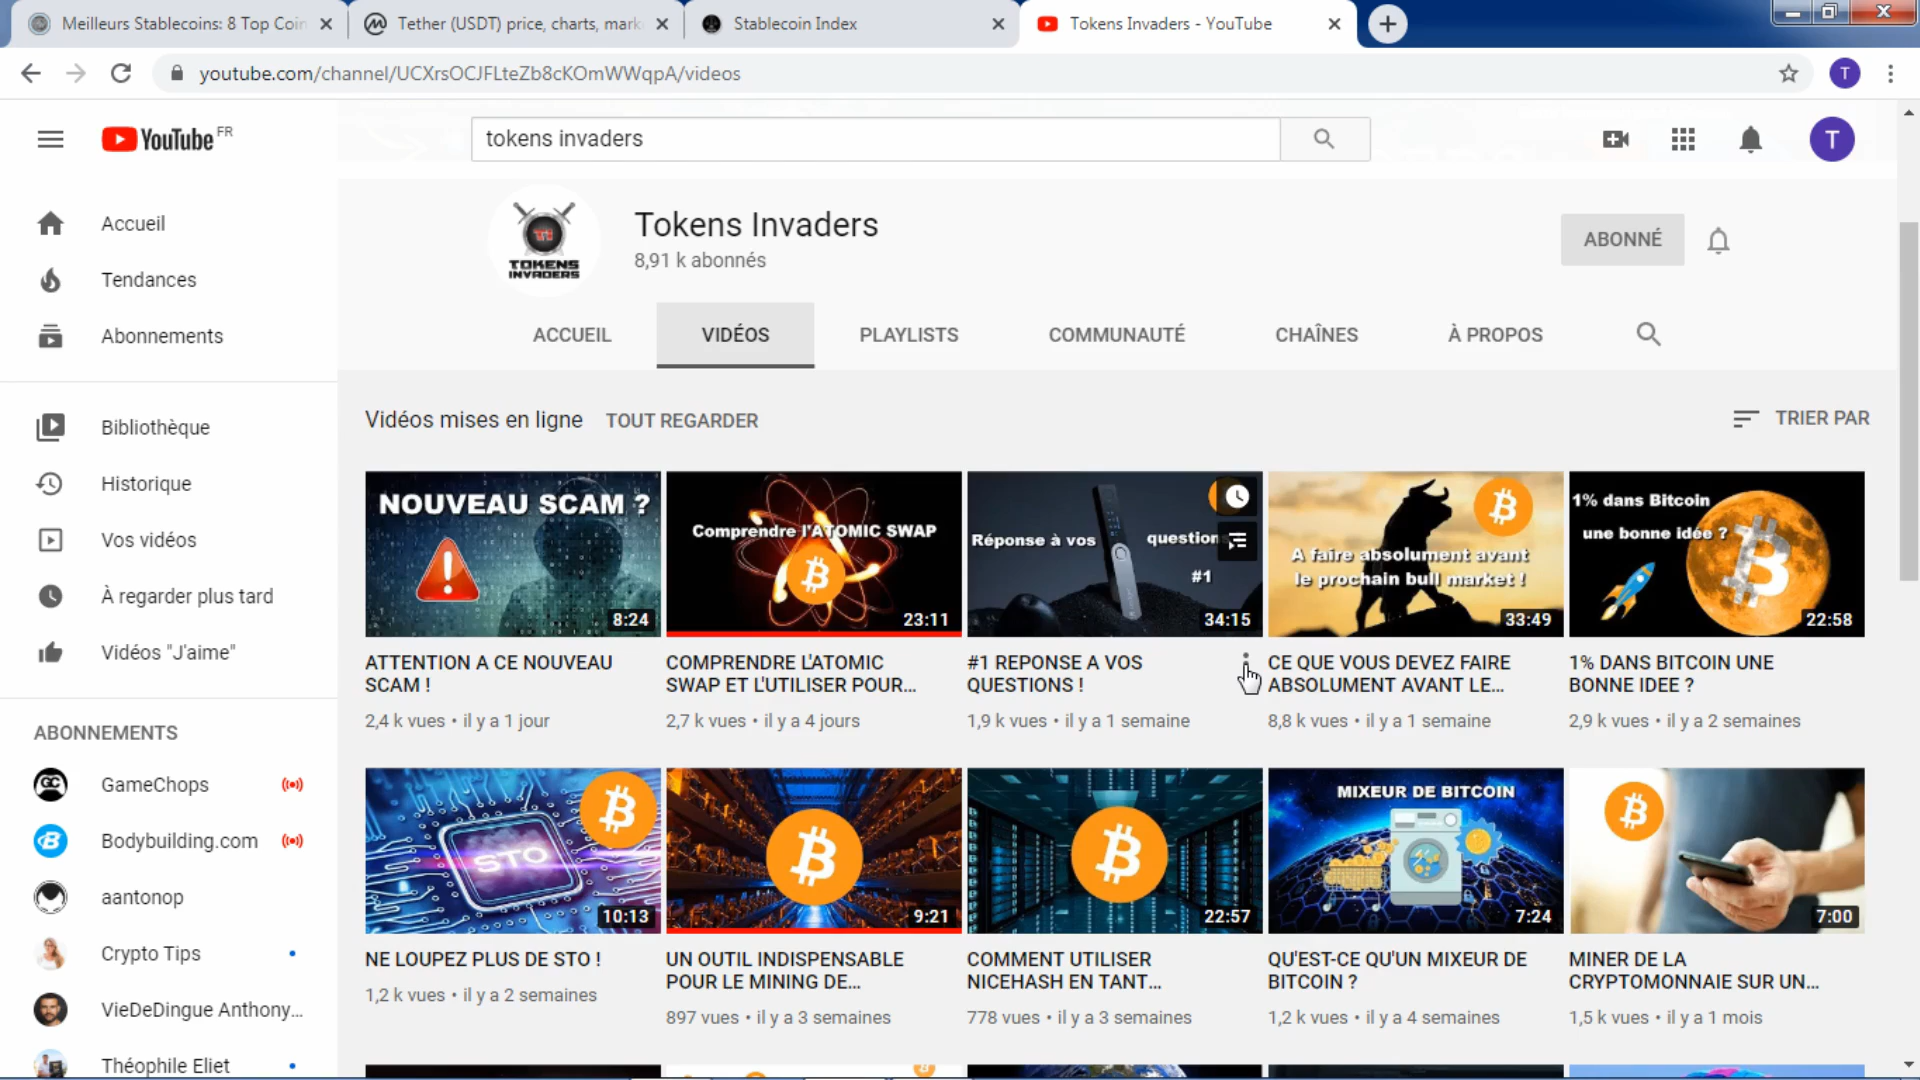 Meilleurs Stablecoins: 8 Top Coin
Tether (USDT) price, charts, mark
Stablecoin Index
Tokens Invaders - YouTube
youtube.com/channel/UCXrsOCJFLteZb8cKOmWWqpA/videos
T
YouTube FR
tokens invaders
T
Accueil
Tendances
Abonnements
Bibliothèque
Historique
Vos vidéos
À regarder plus tard
Vidéos "J'aime"
ABONNEMENTS
GameChops
Bodybuilding.com
aantonop
Crypto Tips
VieDeDingue Anthony...
Théophile Eliet
TI
TOKENS
INVADERS
Tokens Invaders
8,91 k abonnés
ABONNÉ
ACCUEIL
VIDÉOS
PLAYLISTS
COMMUNAUTÉ
CHAÎNES
À PROPOS
Vidéos mises en ligne
TOUT REGARDER
TRIER PAR
NOUVEAU SCAM ?
8:24
ATTENTION A CE NOUVEAU
SCAM !
2,4 k vues • il y a 1 jour
Comprendre l'ATOMIC SWAP
23:11
COMPRENDRE L'ATOMIC
SWAP ET L'UTILISER POUR...
2,7 k vues • il y a 4 jours
Réponse à vos question
#1
34:15
#1 REPONSE A VOS
QUESTIONS !
1,9 k vues • il y a 1 semaine
A faire absolument avant
le prochain bull market !
33:49
CE QUE VOUS DEVEZ FAIRE
ABSOLUMENT AVANT LE...
8,8 k vues • il y a 1 semaine
1% dans Bitcoin
une bonne idée ?
22:58
1% DANS BITCOIN UNE
BONNE IDEE ?
2,9 k vues • il y a 2 semaines
STO
10:13
NE LOUPEZ PLUS DE STO !
1,2 k vues • il y a 2 semaines
9:21
UN OUTIL INDISPENSABLE
POUR LE MINING DE...
897 vues • il y a 3 semaines
22:57
COMMENT UTILISER
NICEHASH EN TANT...
778 vues • il y a 3 semaines
MIXEUR DE BITCOIN
7:24
QU'EST-CE QU'UN MIXEUR DE
BITCOIN ?
1,2 k vues • il y a 4 semaines
7:00
MINER DE LA
CRYPTOMONNAIE SUR UN...
1,5 k vues • il y a 1 mois